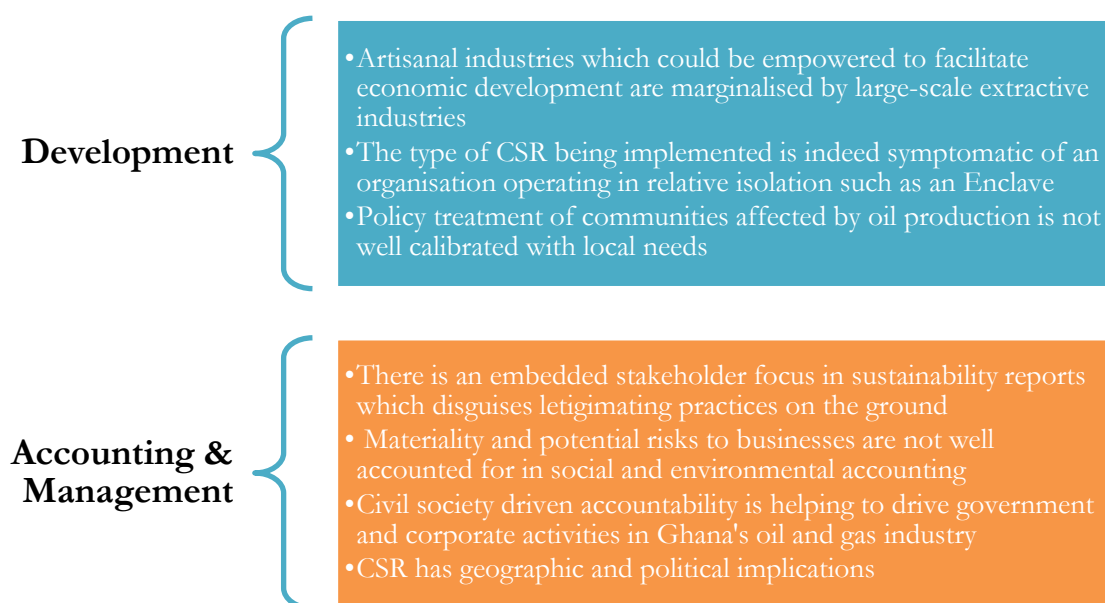 Development
•Artisanal industries which could be empowered to facilitate
economic development are marginalised by large-scale extractive
industries
•The type of CSR being implemented is indeed symptomatic of an
organisation operating in relative isolation such as an Enclave
•Policy treatment of communities affected by oil production is not
well calibrated with local needs
Accounting &
Management
•There is an embedded stakeholder focus in sustainability reports
which disguises letigimating practices on the ground
• Materiality and potential risks to businesses are not well
accounted for in social and environmental accounting
•Civil society driven accountability is helping to drive government
and corporate activities in Ghana's oil and gas industry
•CSR has geographic and political implications